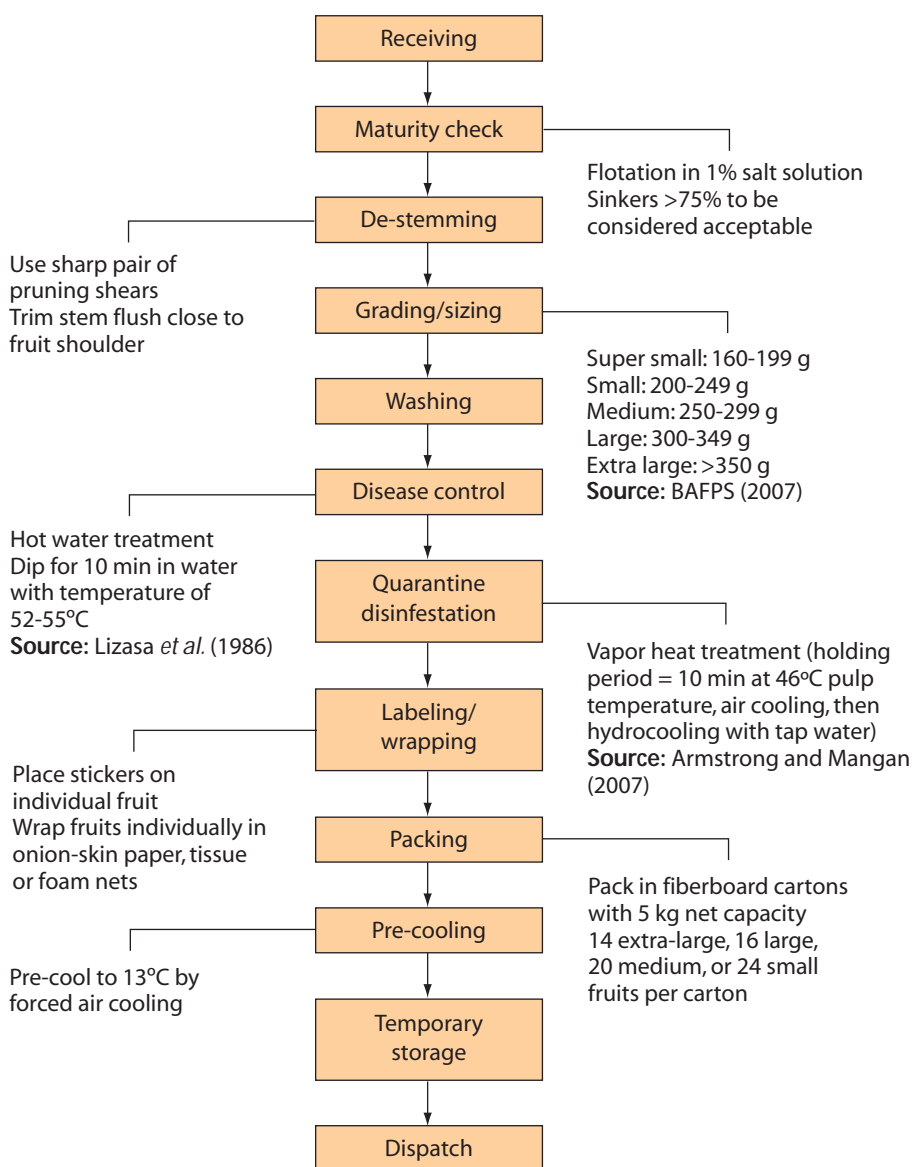 Receiving
Maturity check
Flotation in 1% salt solution
Sinkers >75% to be
considered acceptable
De-stemming
Use sharp pair of
pruning shears
Trim stem flush close to
fruit shoulder
Grading/sizing
Super small: 160-199 g
Small: 200-249 g
Medium: 250-299 g
Large: 300-349 g
Extra large: >350 g
Source: BAFPS (2007)
Washing
Disease control
Hot water treatment
Dip for 10 min in water
with temperature of
52-55ºC
Source: Lizasa et al. (1986)
Quarantine
disinfestation
Vapor heat treatment (holding
period = 10 min at 46ºC pulp
temperature, air cooling, then
hydrocooling with tap water)
Source: Armstrong and Mangan
(2007)
Labeling/
wrapping
Place stickers on
individual fruit
Wrap fruits individually in
onion-skin paper, tissue
or foam nets
Packing
Pack in fiberboard cartons
with 5 kg net capacity
14 extra-large, 16 large,
20 medium, or 24 small
fruits per carton
Pre-cooling
Pre-cool to 13ºC by
forced air cooling
Temporary
storage
Dispatch